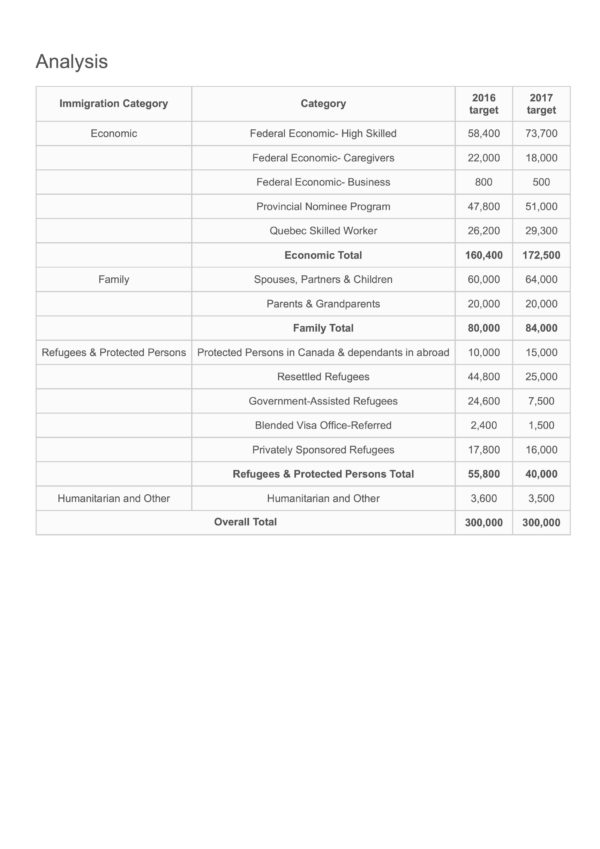 Analysis
Immigration Category Category 2016 target 2017 target
Economic Federal Economic- High Skilled 58,400 73,700
Federal Economic- Caregivers 22,000 18,000
Federal Economic- Business 800 500
Provincial Nominee Program 47,800 51,000
Quebec Skilled Worker 26,200 29,300
Economic Total 160,400 172,500
Family Spouses, Partners & Children 60,000 64,000
Parents & Grandparents 20,000 20,000
Family Total 80,000 84,000
Refugees & Protected Persons Protected Persons in Canada & dependants in abroad 10,000 15,000
Resettled Refugees 44,800 25,000
Government-Assisted Refugees 24,600 7,500
Blended Visa Office-Referred 2,400 1,500
Privately Sponsored Refugees 17,800 16,000
Refugees & Protected Persons Total 55,800 40,000
Humanitarian and Other Humanitarian and Other 3,600 3,500
Overall Total 300,000 300,000